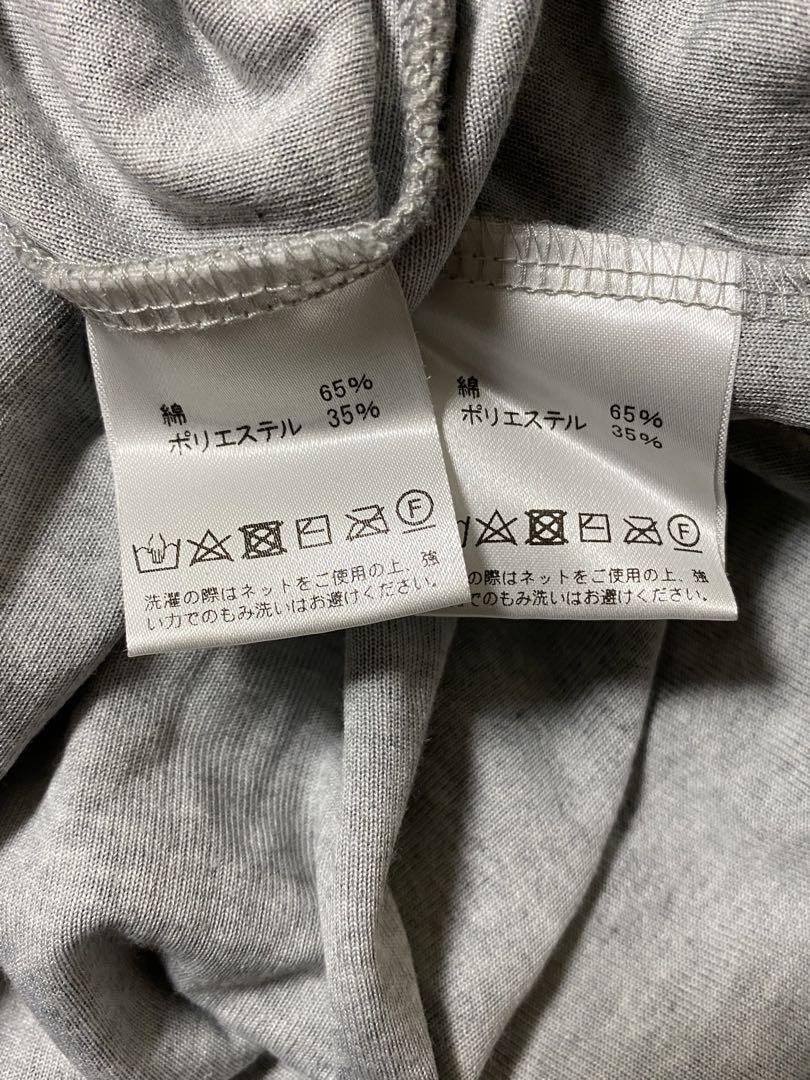 綿 65%
ポリエステル 35%
F
洗濯の際はネットをご使用の上、強
い力でのもみ洗いはお避けください。
綿 65%
ポリエステル 35%
F
の際はネットをご使用の上、強
でのもみ洗いはお避けください。